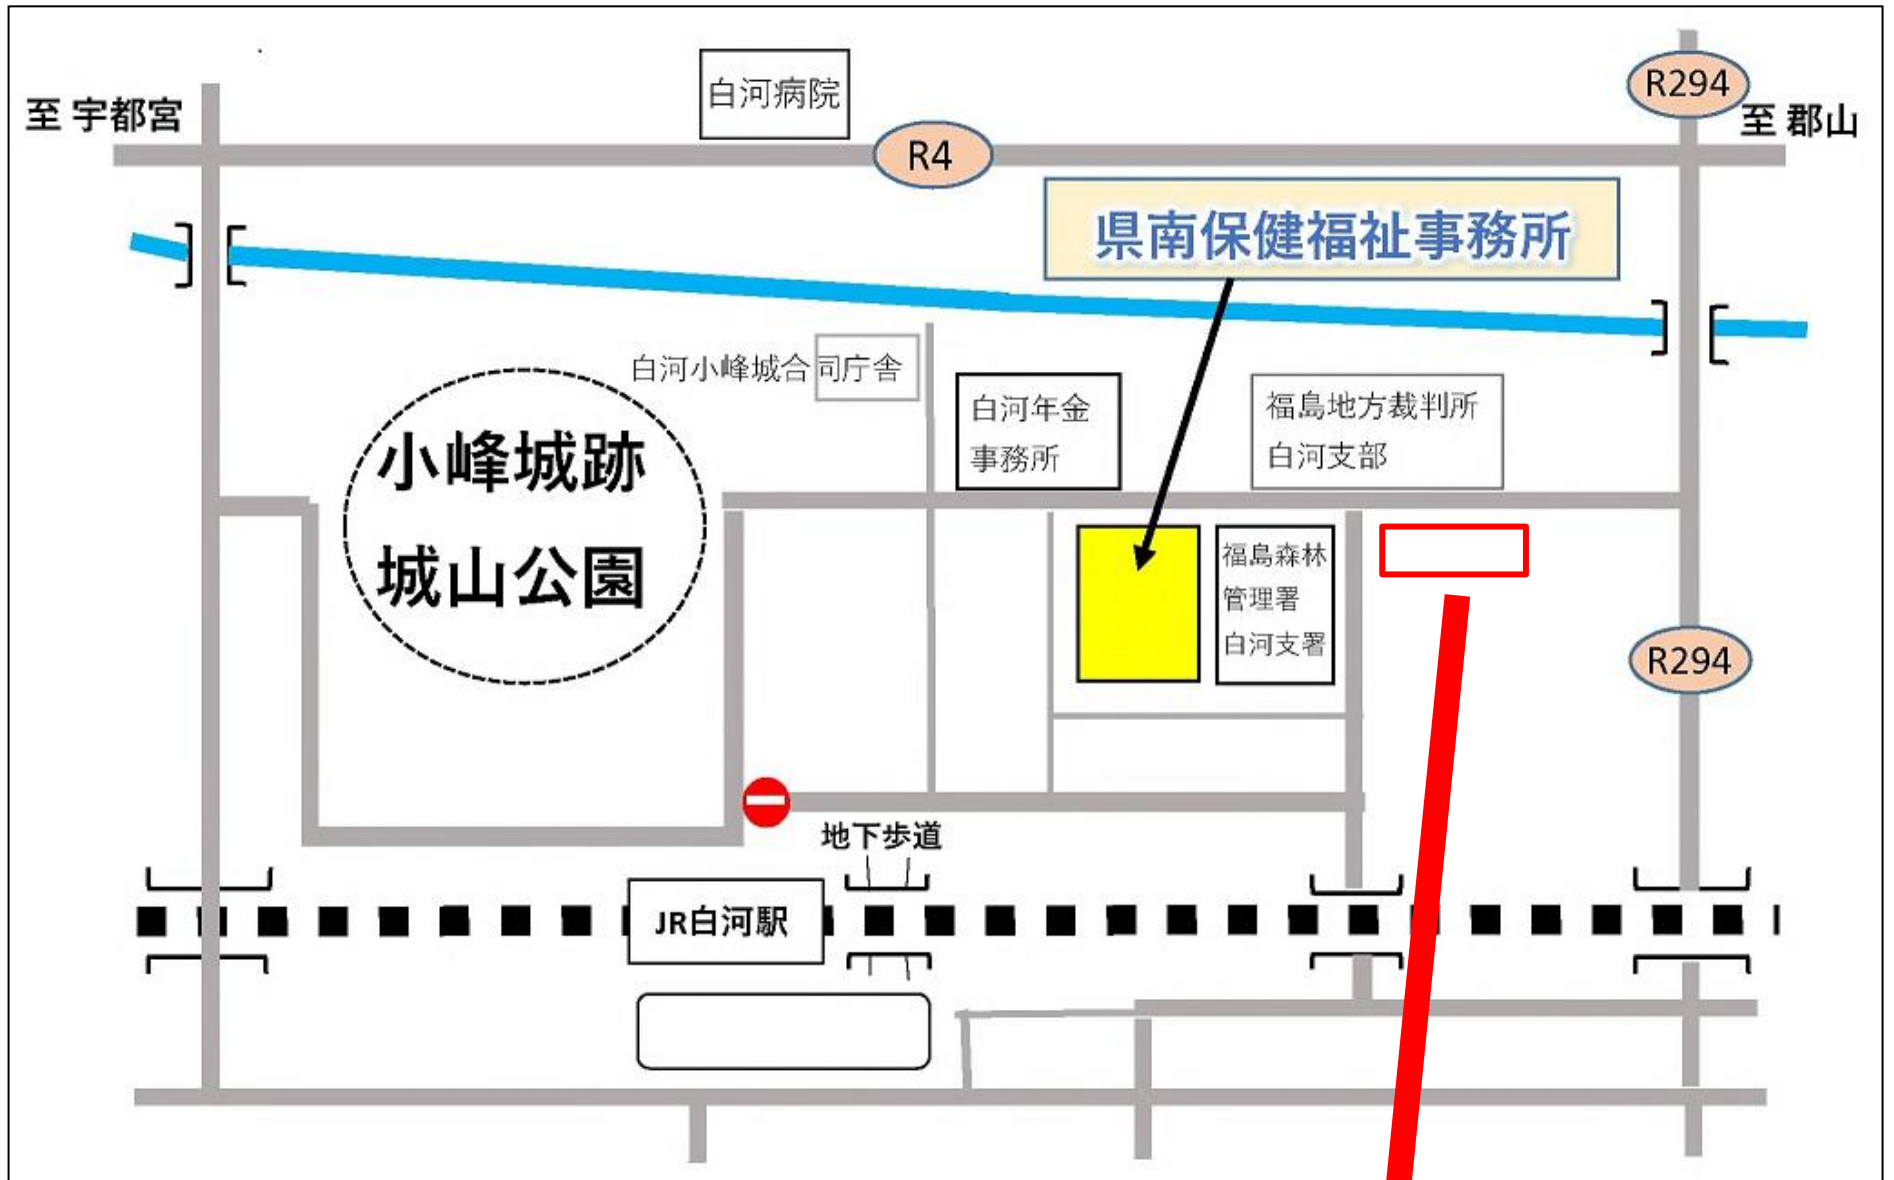 R294
白河病院
至 宇都宮
至 郡山
R4
県南保健福祉事務所
白河小峰城合司庁舎
白河年金
事務所
福島地方裁判所
白河支部
小峰城跡
城山公園
福島森林
管理署
白河支署
R294
地下歩道
JR白河駅